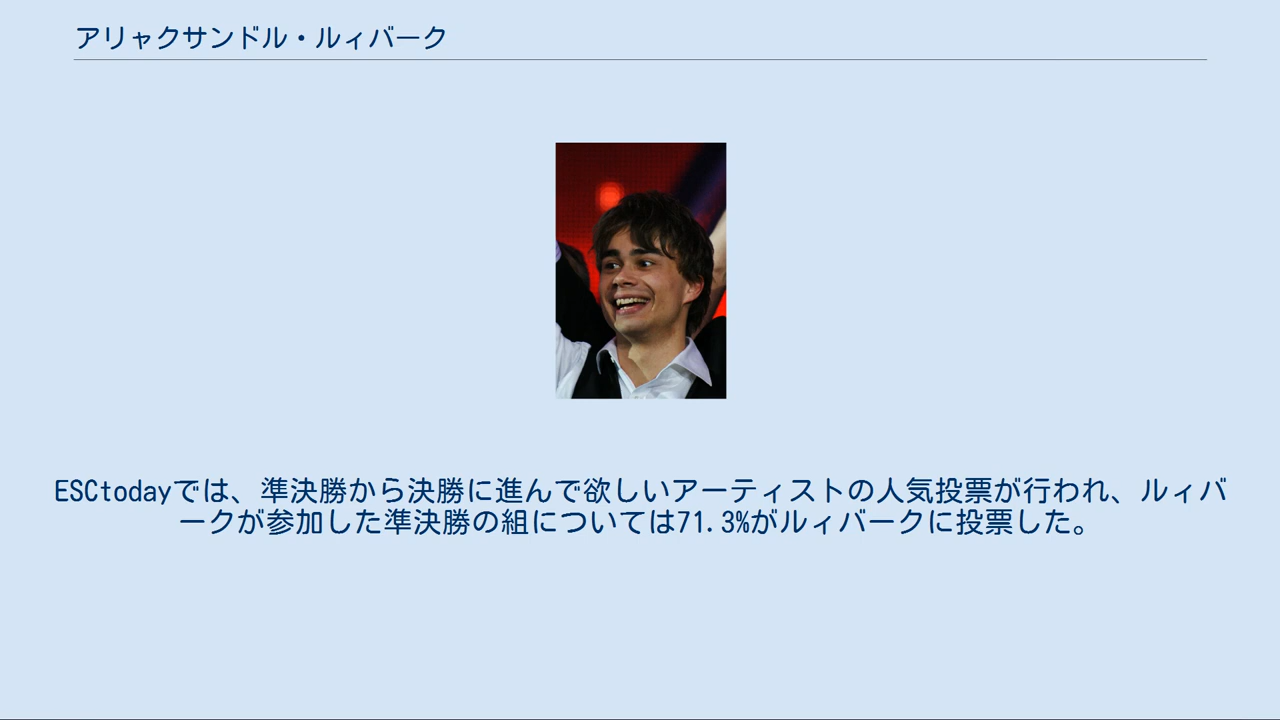 アリャクサンドル・ルィバーク
ESCtodayでは、準決勝から決勝に進んで欲しいアーティストの人気投票が行われ、ルィバ
ークが参加した準決勝の組については71.3%がルィバークに投票した。